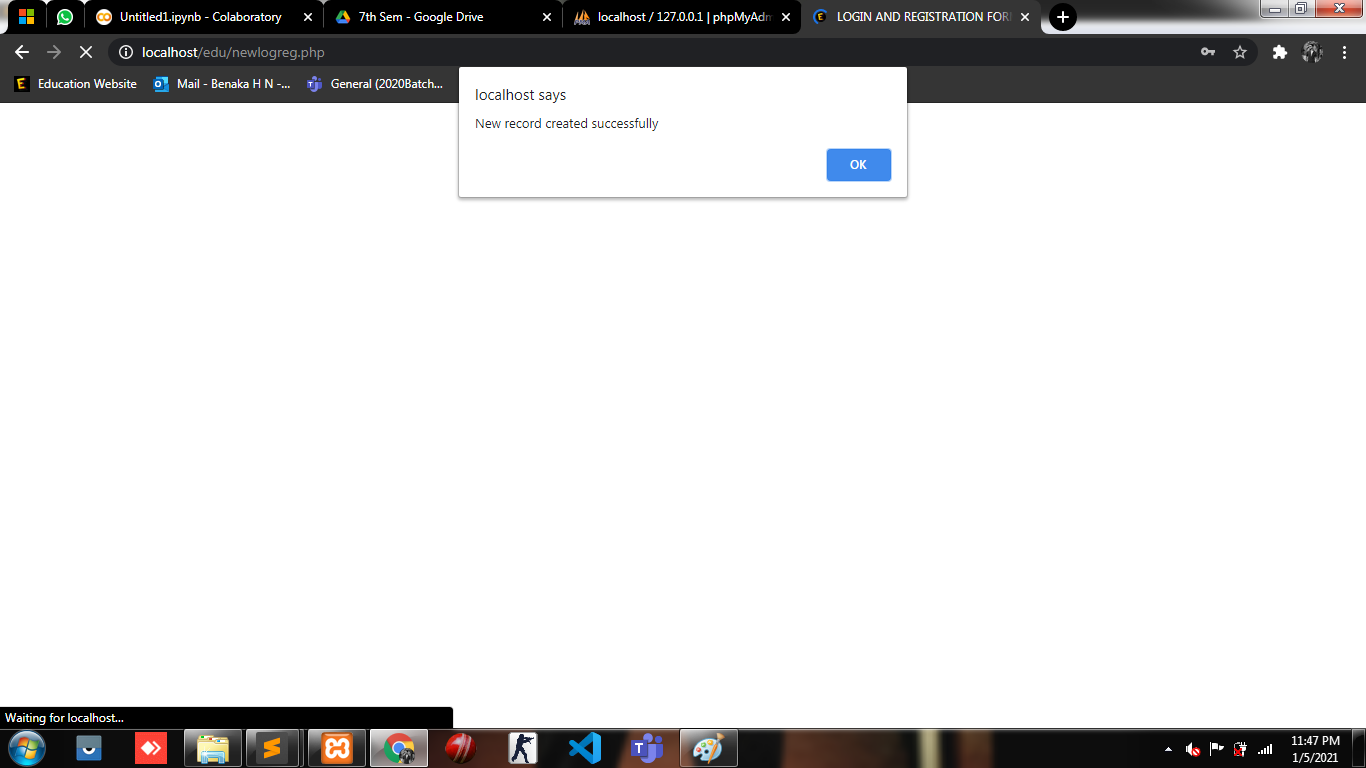 Untitled1.ipynb - Colaboratory
7th Sem - Google Drive
localhost / 127.0.0.1 | phpMyAdm
LOGIN AND REGISTRATION FOR
localhost/edu/newlogreg.php
Education Website
Mail - Benaka H N -...
General (2020Batch...
localhost says
New record created successfully
OK
Waiting for localhost...
11:47 PM
1/5/2021